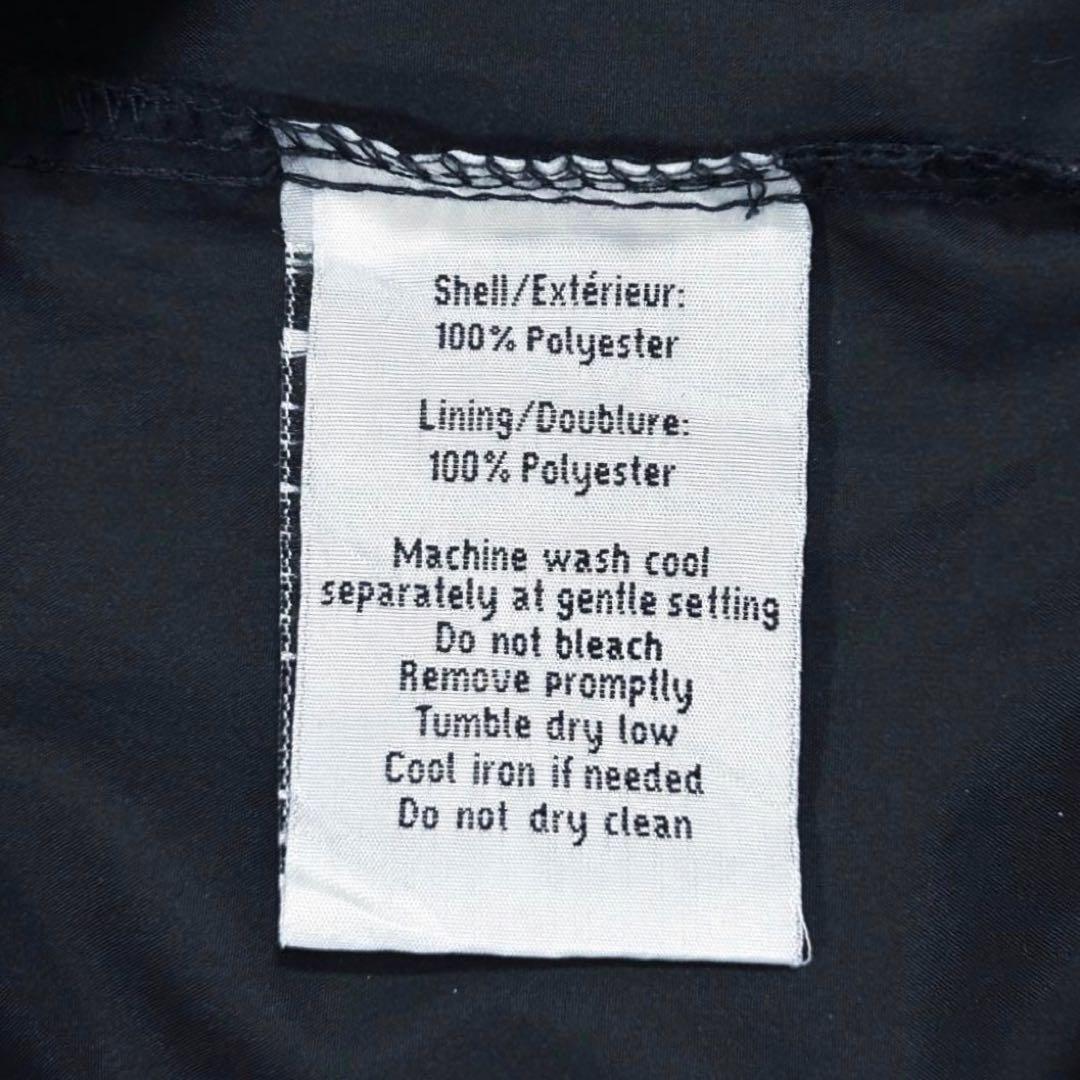 Shell/Extérieur:
100% Polyester
Lining/Doublure:
100% Polyester
Machine wash cool
separately at gentle setting
Do not bleach
Remove promptly
Tumble dry low
Cool iron if needed
Do not dry clean